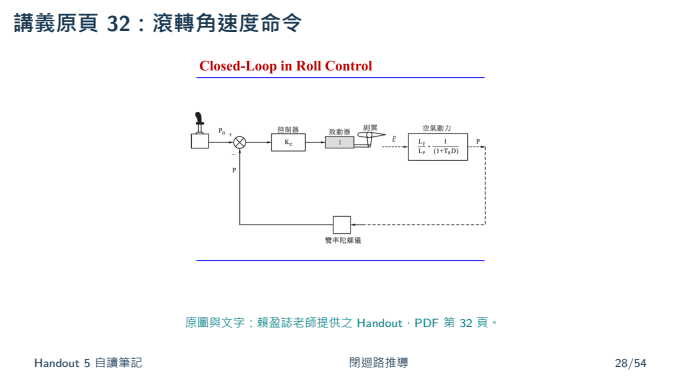 講義原頁 32：滾轉角速度命令
Closed-Loop in Roll Control
控制器
致動器
副翼
空氣動力
P_D
+
K_C
1
ξ
L_ξ / L_P · 1 / (1+T_R D)
P
−
P
變率陀螺儀
原圖與文字：賴盈誌老師提供之 Handout，PDF 第 32 頁。
Handout 5 自讀筆記
閉迴路推導
28/54